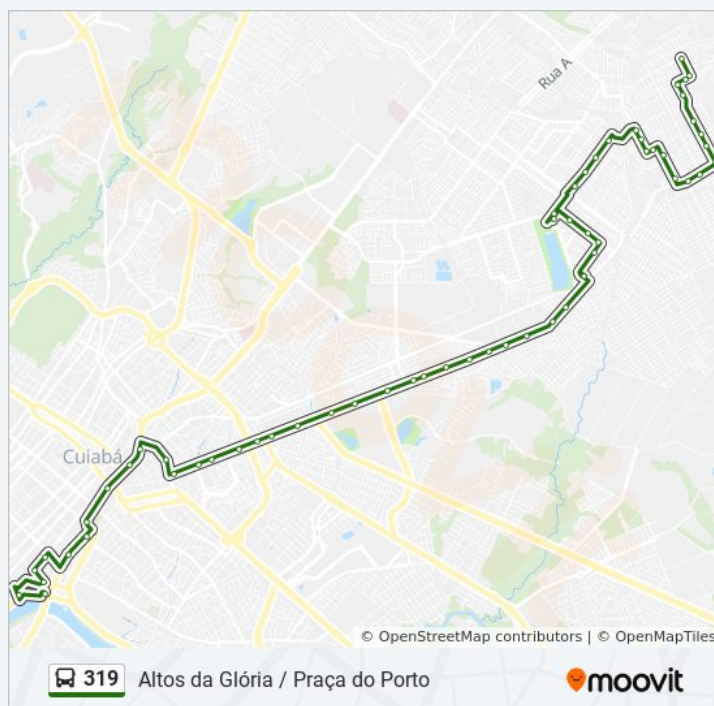 Rua A
Cuiabá
© OpenStreetMap contributors | © OpenMapTiles
319 Altos da Glória / Praça do Porto
moovit